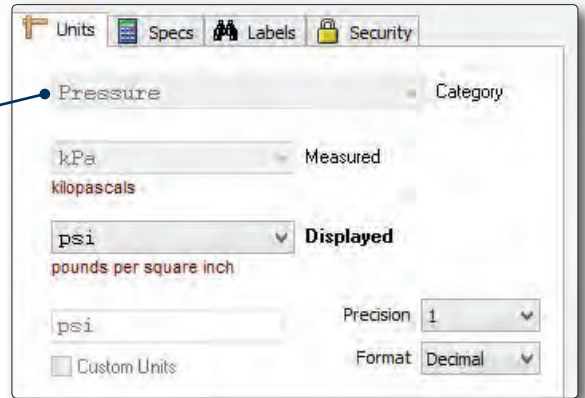 Units Specs Labels Security
Pressure Category
kPa Measured
kilopascals
psi Displayed
pounds per square inch
psi Precision 1
Custom Units Format Decimal